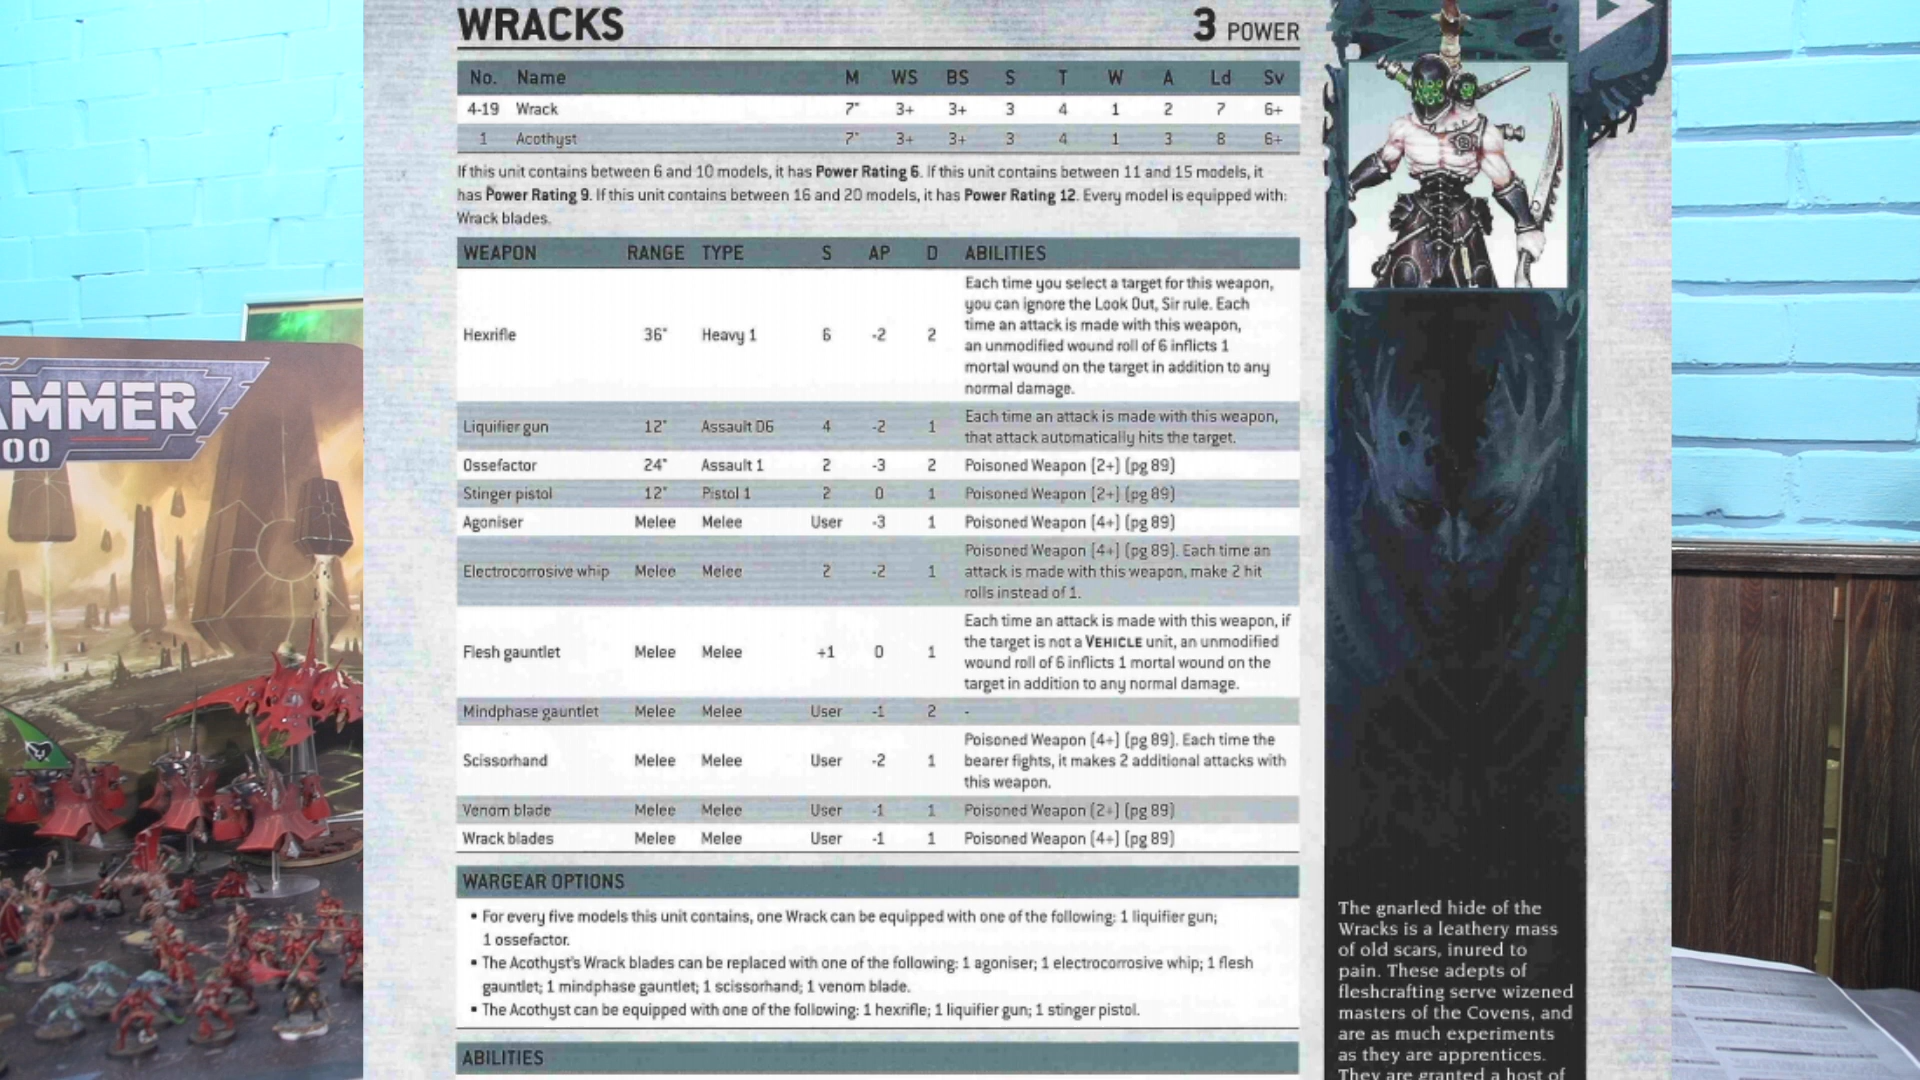 WRACKS 3 POWER
No. Name M WS BS S T W A Ld Sv
4-19 Wrack 7" 3+ 3+ 3 4 1 2 7 6+
1 Acothyst 7" 3+ 3+ 3 4 1 3 8 6+
If this unit contains between 6 and 10 models, it has Power Rating 6. If this unit contains between 11 and 15 models, it
has Power Rating 9. If this unit contains between 16 and 20 models, it has Power Rating 12. Every model is equipped with:
Wrack blades.
WEAPON RANGE TYPE S AP D ABILITIES
Each time you select a target for this weapon,
you can ignore the Look Out, Sir rule. Each
time an attack is made with this weapon,
Hexrifle 36" Heavy 1 6 -2 2 an unmodified wound roll of 6 inflicts 1
mortal wound on the target in addition to any
normal damage.
Liquifier gun 12" Assault D6 4 -2 1 Each time an attack is made with this weapon,
that attack automatically hits the target.
Ossefactor 24" Assault 1 2 -3 2 Poisoned Weapon (2+) (pg 89)
Stinger pistol 12" Pistol 1 2 0 1 Poisoned Weapon (2+) (pg 89)
Agoniser Melee Melee User -3 1 Poisoned Weapon (4+) (pg 89)
Poisoned Weapon (4+) (pg 89). Each time an
Electrocorrosive whip Melee Melee 2 -2 1 attack is made with this weapon, make 2 hit
rolls instead of 1.
Each time an attack is made with this weapon, if
the target is not a VEHICLE unit, an unmodified
Flesh gauntlet Melee Melee +1 0 1 wound roll of 6 inflicts 1 mortal wound on the
target in addition to any normal damage.
Mindphase gauntlet Melee Melee User -1 2 -
Poisoned Weapon (4+) (pg 89). Each time the
Scissorhand Melee Melee User -2 1 bearer fights, it makes 2 additional attacks with
this weapon.
Venom blade Melee Melee User -1 1 Poisoned Weapon (2+) (pg 89)
Wrack blades Melee Melee User -1 1 Poisoned Weapon (4+) (pg 89)
WARGEAR OPTIONS
• For every five models this unit contains, one Wrack can be equipped with one of the following: 1 liquifier gun;
1 ossefactor.
• The Acothyst's Wrack blades can be replaced with one of the following: 1 agoniser; 1 electrocorrosive whip; 1 flesh
gauntlet; 1 mindphase gauntlet; 1 scissorhand; 1 venom blade.
• The Acothyst can be equipped with one of the following: 1 hexrifle; 1 liquifier gun; 1 stinger pistol.
ABILITIES
The gnarled hide of the
Wracks is a leathery mass
of old scars, inured to
pain. These adepts of
fleshcrafting serve wizened
masters of the Covens, and
are as much experiments
as they are apprentices.
They are granted a host of
AMMER
00